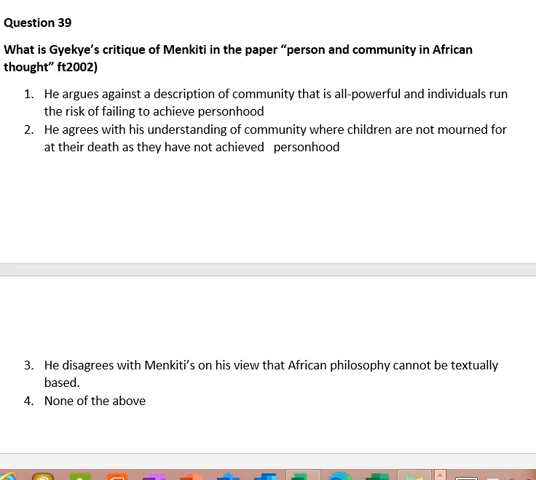 Question 39
What is Gyekye’s critique of Menkiti in the paper “person and community in African
thought” ft2002)
1. He argues against a description of community that is all-powerful and individuals run
the risk of failing to achieve personhood
2. He agrees with his understanding of community where children are not mourned for
at their death as they have not achieved personhood
3. He disagrees with Menkiti’s on his view that African philosophy cannot be textually
based.
4. None of the above